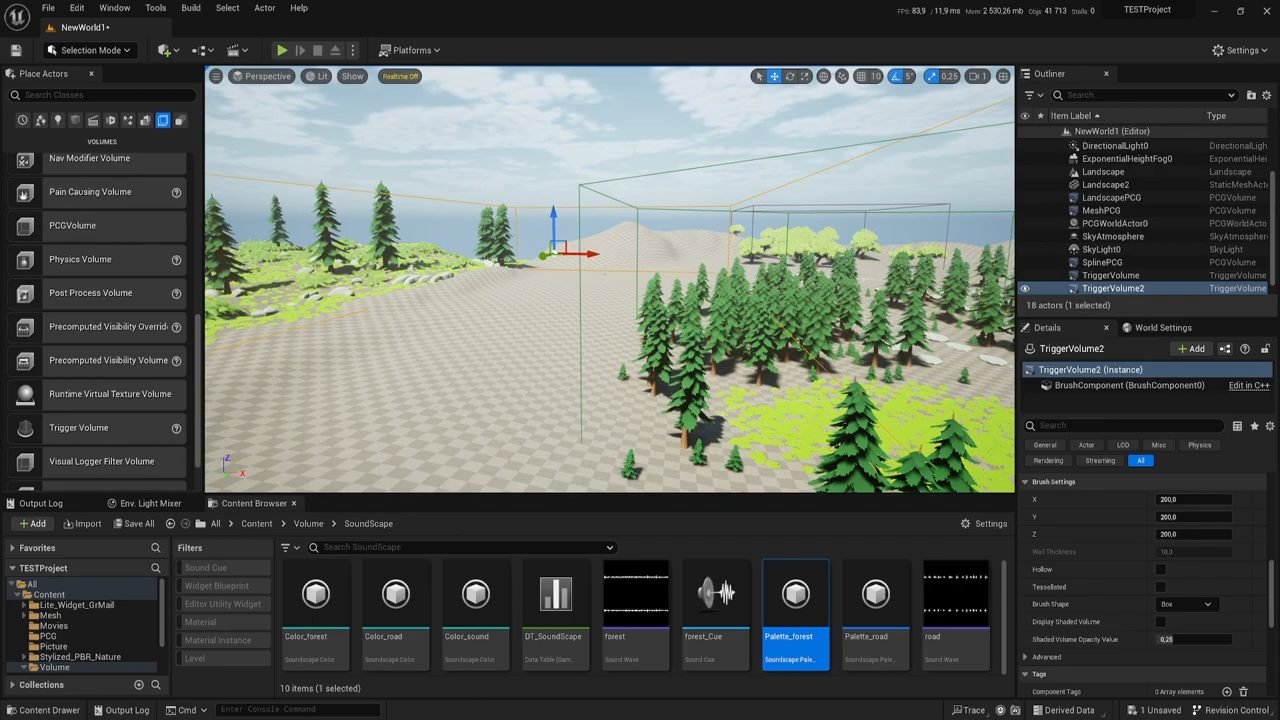 File Edit Window Tools Build Select Actor Help
FPS: 83,9 / 11,9 ms Mem: 2 530,26 mb Objs: 41 713 Stalls: 0
TESTProject
NewWorld1*
Selection Mode
Platforms
Settings
Place Actors
Search Classes
VOLUMES
Nav Modifier Volume
Pain Causing Volume
PCGVolume
Physics Volume
Post Process Volume
Precomputed Visibility Overrid
Precomputed Visibility Volume
Runtime Virtual Texture Volume
Trigger Volume
Visual Logger Filter Volume
Perspective Lit Show Realtime Off
10 5° 0,25 1
Z
X
Outliner
Search...
Item Label Type
NewWorld1 (Editor)
DirectionalLight0 DirectionalLigh
ExponentialHeightFog0 ExponentialHei
Landscape Landscape
Landscape2 StaticMeshAct
LandscapePCG PCGVolume
MeshPCG PCGVolume
PCGWorldActor0 PCGWorldActo
SkyAtmosphere SkyAtmospher
SkyLight0 SkyLight
SplinePCG PCGVolume
TriggerVolume TriggerVolume
TriggerVolume2 TriggerVolume
18 actors (1 selected)
Details World Settings
TriggerVolume2 Add
TriggerVolume2 (Instance)
BrushComponent (BrushComponent0) Edit in C++
Search
General Actor LOD Misc Physics
Rendering Streaming All
Brush Settings
X 200,0
Y 200,0
Z 200,0
Wall Thickness 10,0
Hollow
Tessellated
Brush Shape Box
Display Shaded Volume
Shaded Volume Opacity Value 0,25
Advanced
Tags
Component Tags 0 Array elements
Output Log Env. Light Mixer Content Browser
Add Import Save All All Content Volume SoundScape Settings
Favorites
TESTProject
All
Content
Lite_Widget_GrMail
Mesh
Movies
PCG
Picture
Stylized_PBR_Nature
Volume
Collections
Filters
Sound Cue
Widget Blueprint
Editor Utility Widget
Material
Material Instance
Level
Search SoundScape
Color_forest Color_road Color_sound DT_SoundScape forest forest_Cue Palette_forest Palette_road road
Soundscape Color Soundscape Color Soundscape Color Data Table (Gam... Sound Wave Sound Cue Soundscape Pale... Soundscape Pale... Sound Wave
10 items (1 selected)
Content Drawer Output Log Cmd Enter Console Command Trace Derived Data 1 Unsaved Revision Control